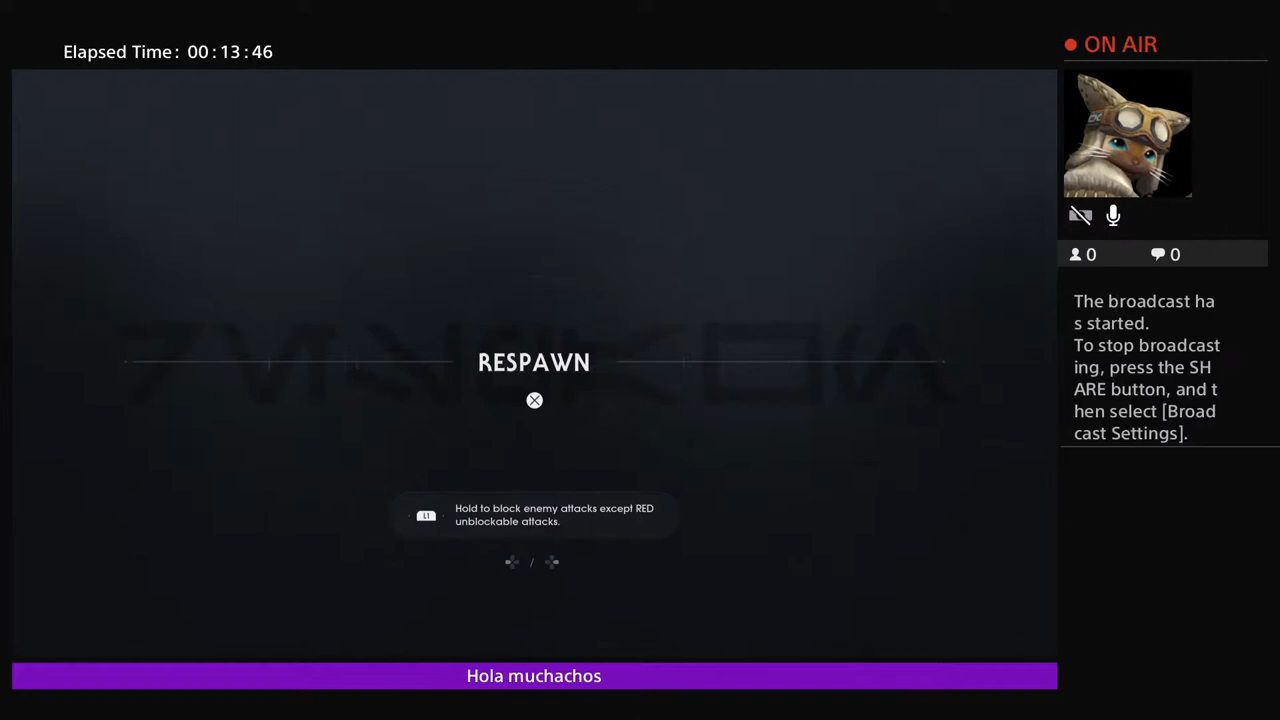 Elapsed Time: 00:13:46
ON AIR
0
0
The broadcast ha
s started.
To stop broadcast
ing, press the SH
ARE button, and t
hen select [Broad
cast Settings].
RESPAWN
L1
Hold to block enemy attacks except RED
unblockable attacks.
/
Hola muchachos